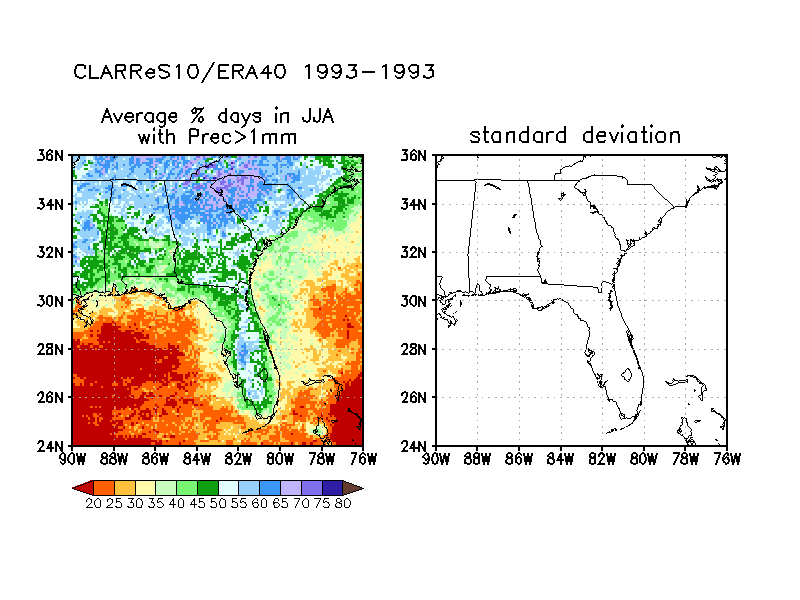 CLARReS10/ERA40 1993-1993
Average % days in JJA
with Prec>1mm
standard deviation
36N
34N
32N
30N
28N
26N
24N
90W 88W 86W 84W 82W 80W 78W 76W
36N
34N
32N
30N
28N
26N
24N
90W 88W 86W 84W 82W 80W 78W 76W
20 25 30 35 40 45 50 55 60 65 70 75 80